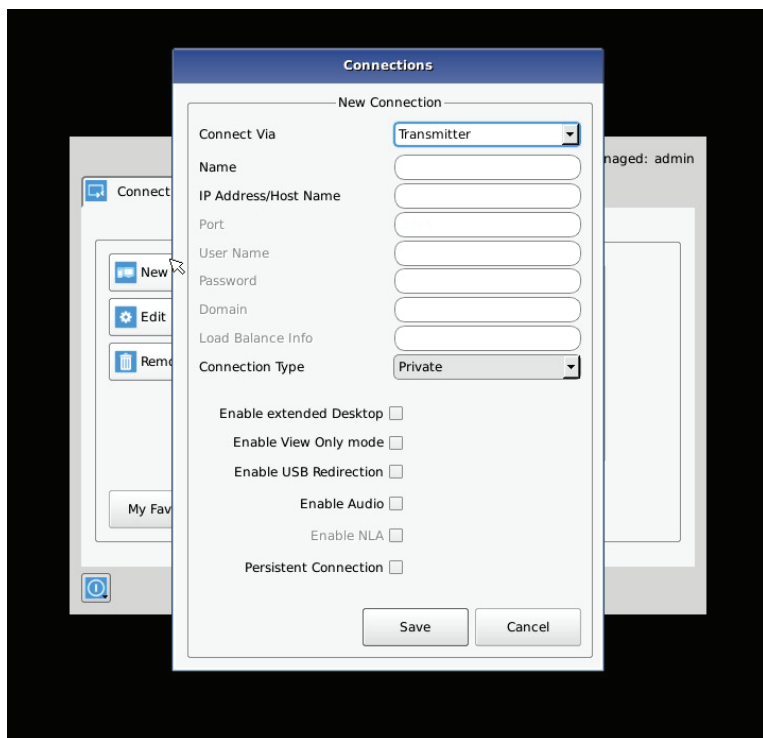 Connections
New Connection
Connect Via
Transmitter
Name
IP Address/Host Name
Port
User Name
Password
Domain
Load Balance Info
Connection Type
Private
Enable extended Desktop
Enable View Only mode
Enable USB Redirection
Enable Audio
Enable NLA
Persistent Connection
Save
Cancel
naged: admin
Connect
New
Edit
Remo
My Fav